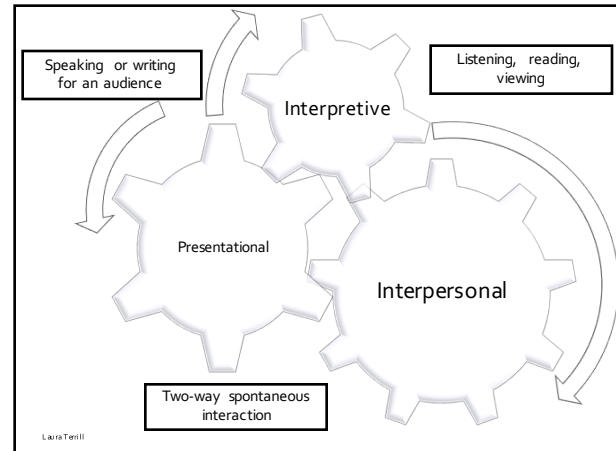 Speaking or writing
for an audience
Interpretive
Listening, reading,
viewing
Presentational
Interpersonal
Two-way spontaneous
interaction
Laura Terrill